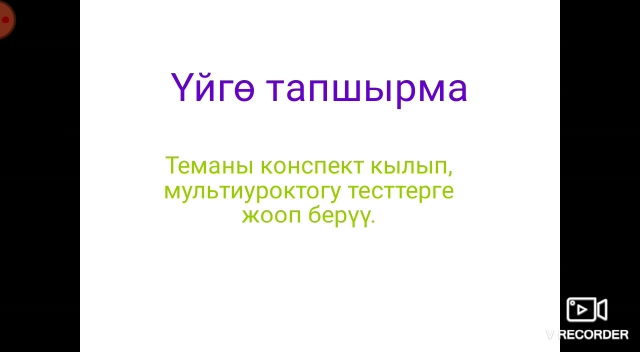 Үйгө тапшырма
Теманы конспект кылып,
мультиуроктогу тесттерге
жооп берүү.
V RECORDER